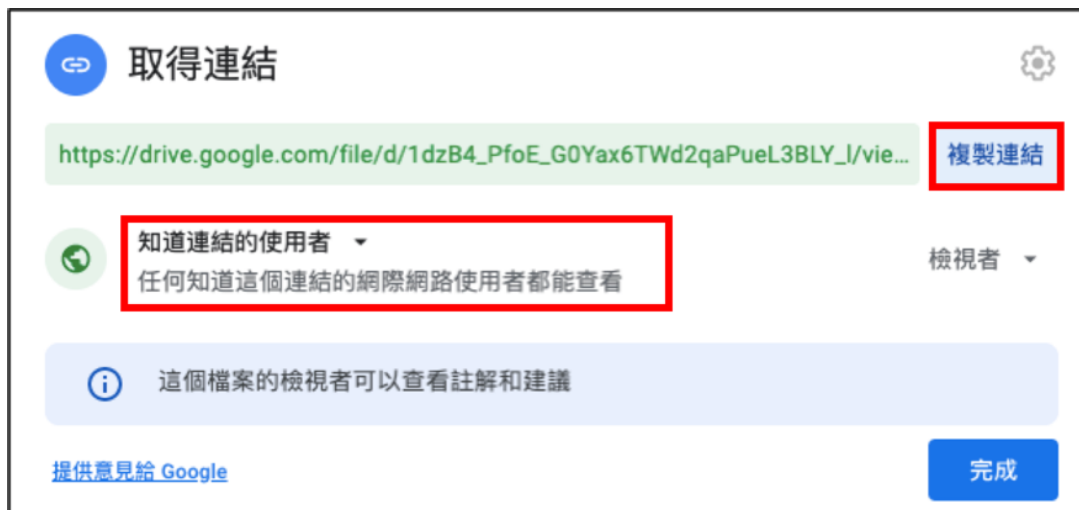 取得連結
https://drive.google.com/file/d/1dzB4_PfoE_G0Yax6TWd2qaPueL3BLY_l/vie...
複製連結
知道連結的使用者
任何知道這個連結的網際網路使用者都能查看
檢視者
這個檔案的檢視者可以查看註解和建議
提供意見給 Google
完成